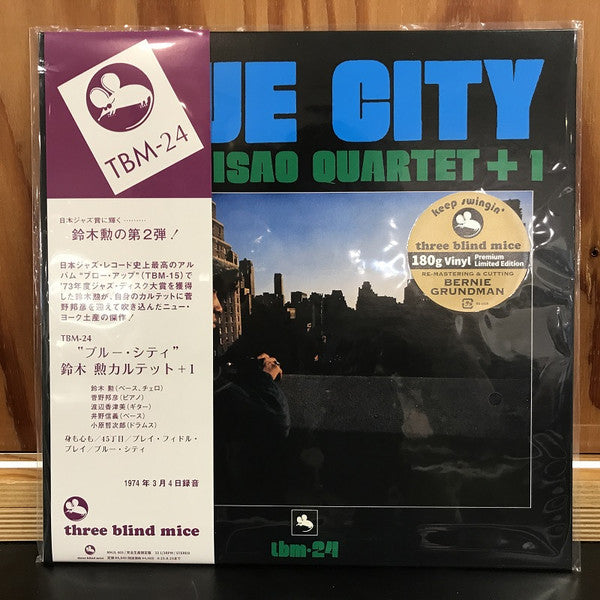 TBM-24
UE CITY
ISAO QUARTET + 1
日本ジャズ賞に輝く………
鈴木勲の第2弾!
日本ジャズ・レコード史上最高のアル
バム“ブロー・アップ”(TBM-15)で
'73年度ジャズ・ディスク大賞を獲得
した鈴木勲が、自身のカルテットに菅
野邦彦を迎えて吹き込んだニュー・
ヨーク土産の傑作!
TBM-24
“ブルー・シティ”
鈴木 勲カルテット+1
鈴木 勲(ベース、チェロ)
菅野邦彦(ピアノ)
渡辺香津美(ギター)
井野信義(ベース)
小原哲次郎(ドラムス)
身も心も/45丁目/プレイ・フィドル・
プレイ/ブルー・シティ
1974年3月4日録音
three blind mice
keep swingin'
three blind mice
180g Vinyl Premium
Limited Edition
RE-MASTERING & CUTTING
BERNIE
GRUNDMAN
tbm-24